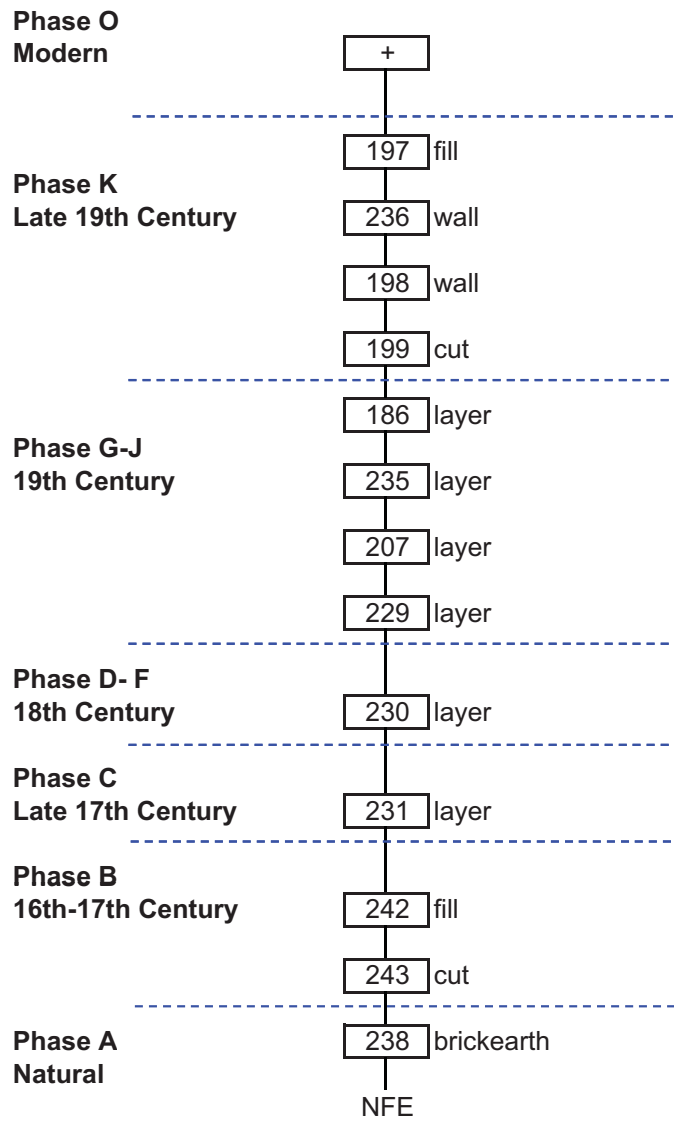 Phase O
Modern
+
197 fill
Phase K
Late 19th Century
236 wall
198 wall
199 cut
186 layer
Phase G-J
19th Century
235 layer
207 layer
229 layer
Phase D- F
18th Century
230 layer
Phase C
Late 17th Century
231 layer
Phase B
16th-17th Century
242 fill
243 cut
Phase A
Natural
238 brickearth
NFE